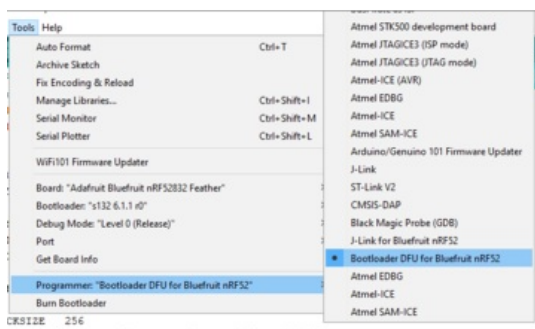 Tools Help
Auto Format Ctrl+T
Archive Sketch
Fix Encoding & Reload
Manage Libraries... Ctrl+Shift+I
Serial Monitor Ctrl+Shift+M
Serial Plotter Ctrl+Shift+L
WiFi101 Firmware Updater
Board: "Adafruit Bluefruit nRF52832 Feather"
Bootloader: "s132 6.1.1 r0"
Debug Mode: "Level 0 (Release)"
Port
Get Board Info
Programmer: "Bootloader DFU for Bluefruit nRF52"
Burn Bootloader
CKSIZE 256
Atmel STK500 development board
Atmel JTAGICE3 (ISP mode)
Atmel JTAGICE3 (JTAG mode)
Atmel-ICE (AVR)
Atmel EDBG
Atmel-ICE
Atmel SAM-ICE
Arduino/Genuino 101 Firmware Updater
J-Link
ST-Link V2
CMSIS-DAP
Black Magic Probe (GDB)
J-Link for Bluefruit nRF52
Bootloader DFU for Bluefruit nRF52
Atmel EDBG
Atmel-ICE
Atmel SAM-ICE